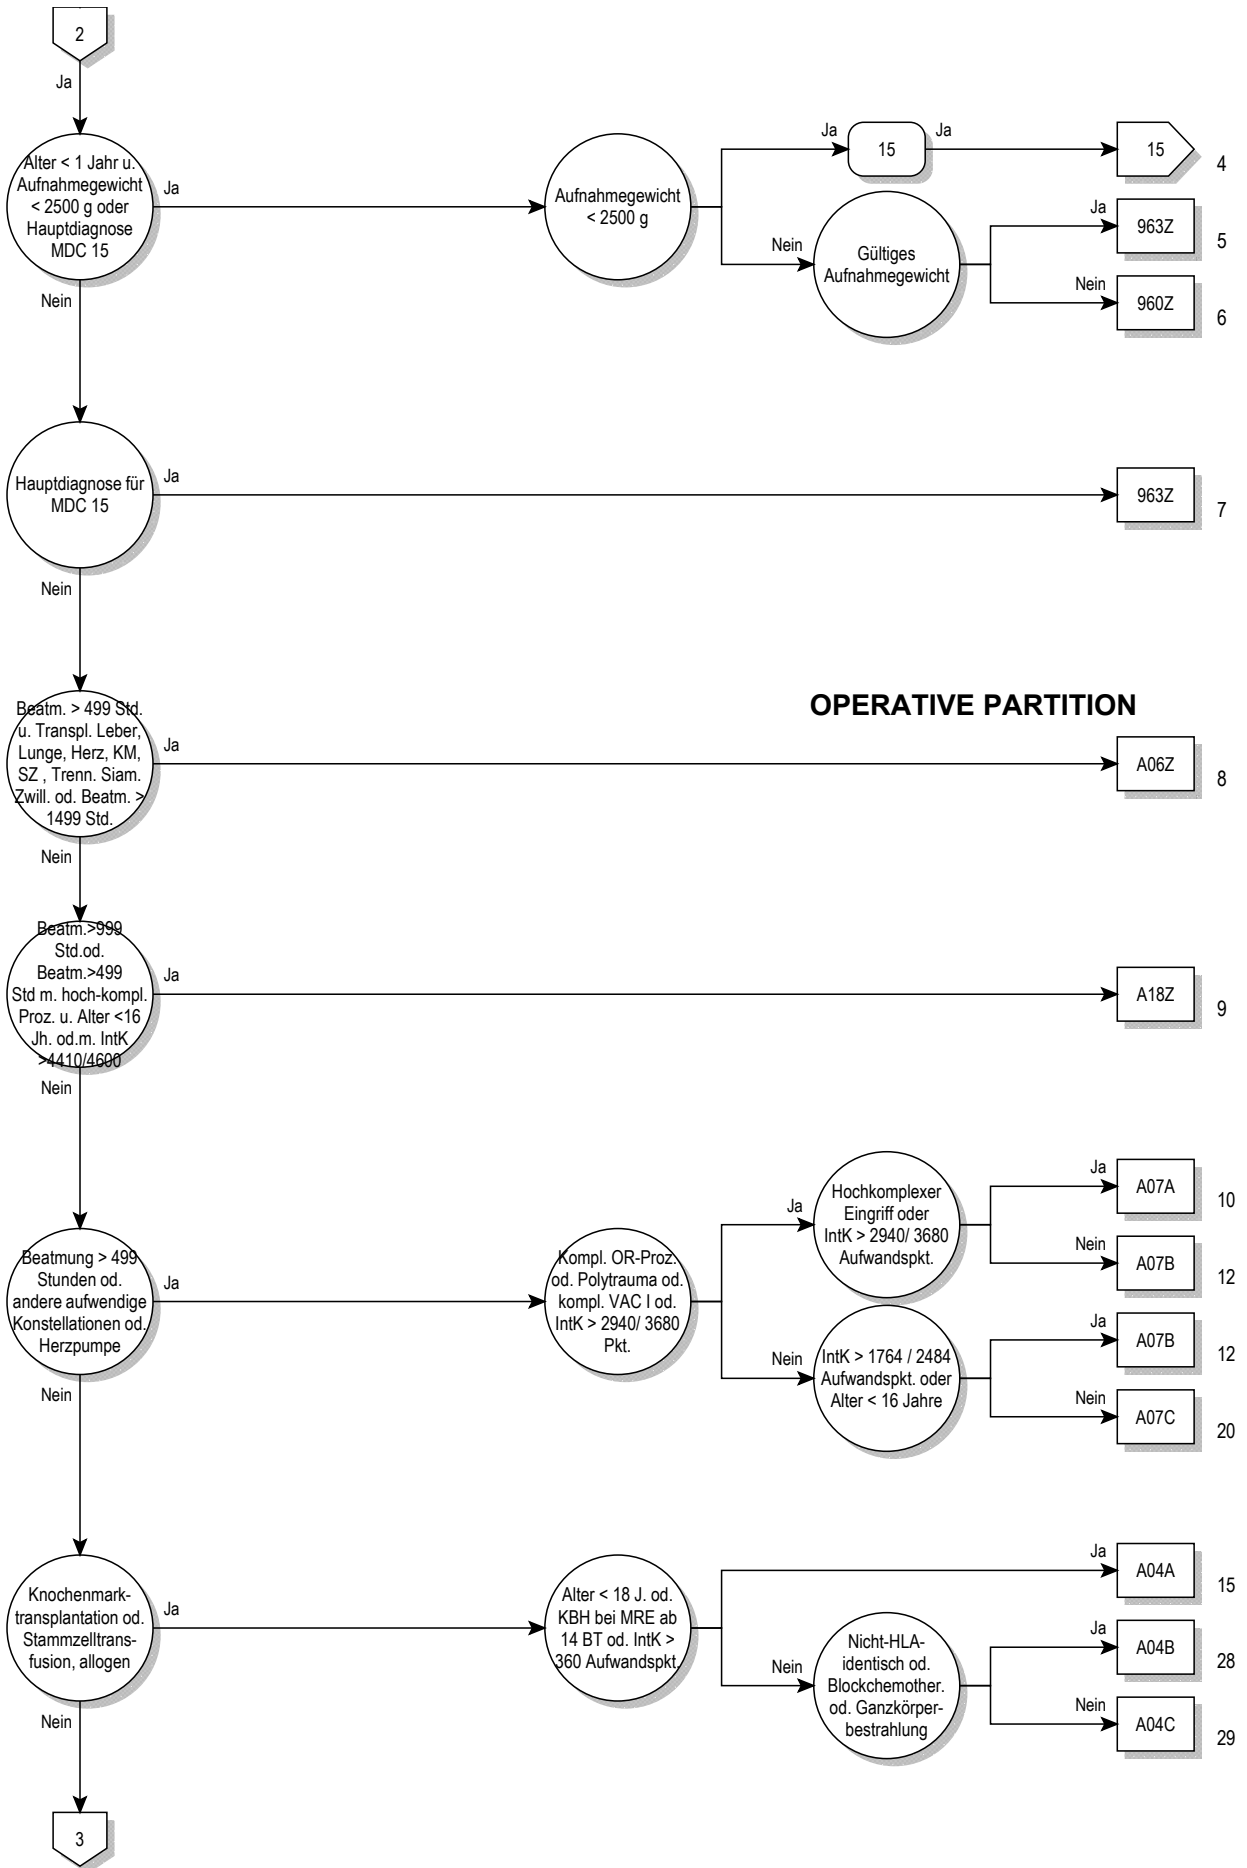 2
Ja
Alter < 1 Jahr u.
Aufnahmegewicht
< 2500 g oder
Hauptdiagnose
MDC 15
Ja
Aufnahmegewicht
< 2500 g
Ja
15
Ja
15
4
Nein
Gültiges
Aufnahmegewicht
Ja
963Z
5
Nein
960Z
6
Nein
Hauptdiagnose für
MDC 15
Ja
963Z
7
Nein
OPERATIVE PARTITION
Beatm. > 499 Std.
u. Transpl. Leber,
Lunge, Herz, KM,
SZ , Trenn. Siam.
Zwill. od. Beatm. >
1499 Std.
Ja
A06Z
8
Nein
Beatm.>999
Std.od.
Beatm.>499
Std m. hoch-kompl.
Proz. u. Alter <16
Jh. od.m. IntK
>4410/4600
Ja
A18Z
9
Nein
Beatmung > 499
Stunden od.
andere aufwendige
Konstellationen od.
Herzpumpe
Ja
Kompl. OR-Proz.
od. Polytrauma od.
kompl. VAC I od.
IntK > 2940/ 3680
Pkt.
Ja
Hochkomplexer
Eingriff oder
IntK > 2940/ 3680
Aufwandspkt.
Ja
A07A
10
Nein
A07B
12
Nein
IntK > 1764 / 2484
Aufwandspkt. oder
Alter < 16 Jahre
Ja
A07B
12
Nein
A07C
20
Nein
Knochenmark-
transplantation od.
Stammzelltrans-
fusion, allogen
Ja
Alter < 18 J. od.
KBH bei MRE ab
14 BT od. IntK >
360 Aufwandspkt.
Ja
A04A
15
Nein
Nicht-HLA-
identisch od.
Blockchemother.
od. Ganzkörper-
bestrahlung
Ja
A04B
28
Nein
A04C
29
Nein
3